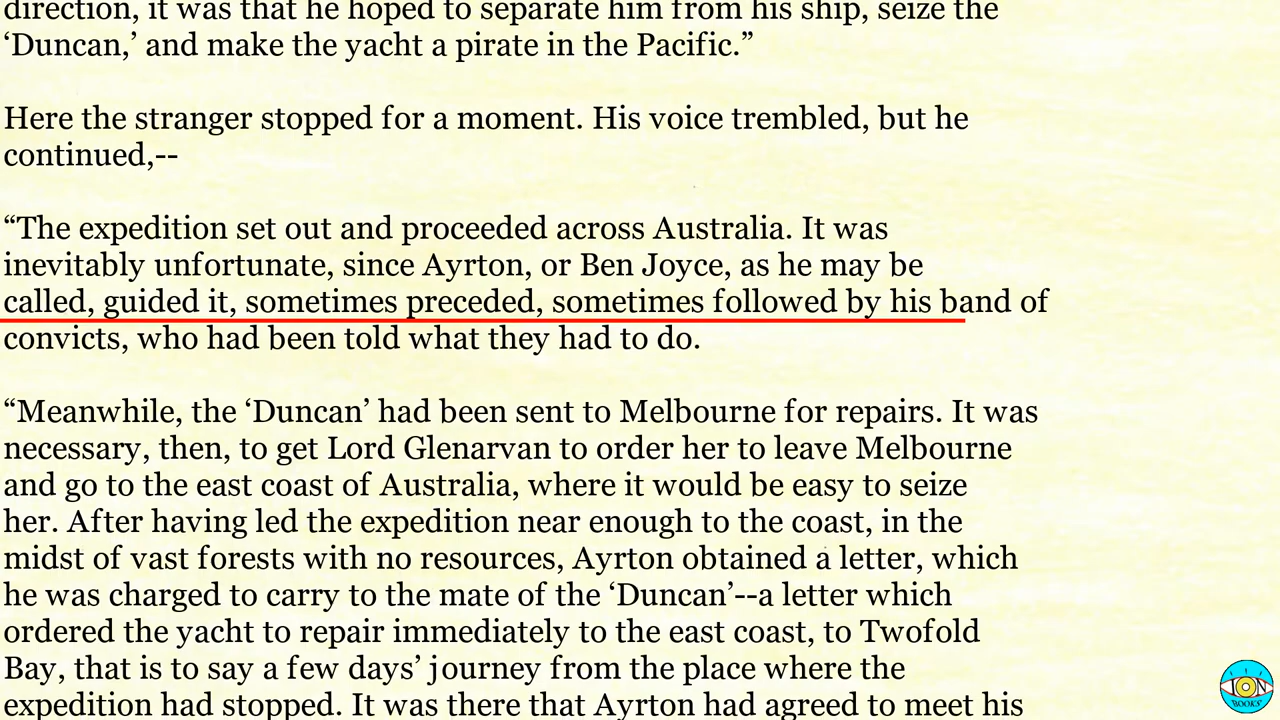 direction, it was that he hoped to separate him from his ship, seize the
‘Duncan,’ and make the yacht a pirate in the Pacific.”
Here the stranger stopped for a moment. His voice trembled, but he
continued,--
“The expedition set out and proceeded across Australia. It was
inevitably unfortunate, since Ayrton, or Ben Joyce, as he may be
called, guided it, sometimes preceded, sometimes followed by his band of
convicts, who had been told what they had to do.
“Meanwhile, the ‘Duncan’ had been sent to Melbourne for repairs. It was
necessary, then, to get Lord Glenarvan to order her to leave Melbourne
and go to the east coast of Australia, where it would be easy to seize
her. After having led the expedition near enough to the coast, in the
midst of vast forests with no resources, Ayrton obtained a letter, which
he was charged to carry to the mate of the ‘Duncan’--a letter which
ordered the yacht to repair immediately to the east coast, to Twofold
Bay, that is to say a few days’ journey from the place where the
expedition had stopped. It was there that Ayrton had agreed to meet his
ION
BOOKS